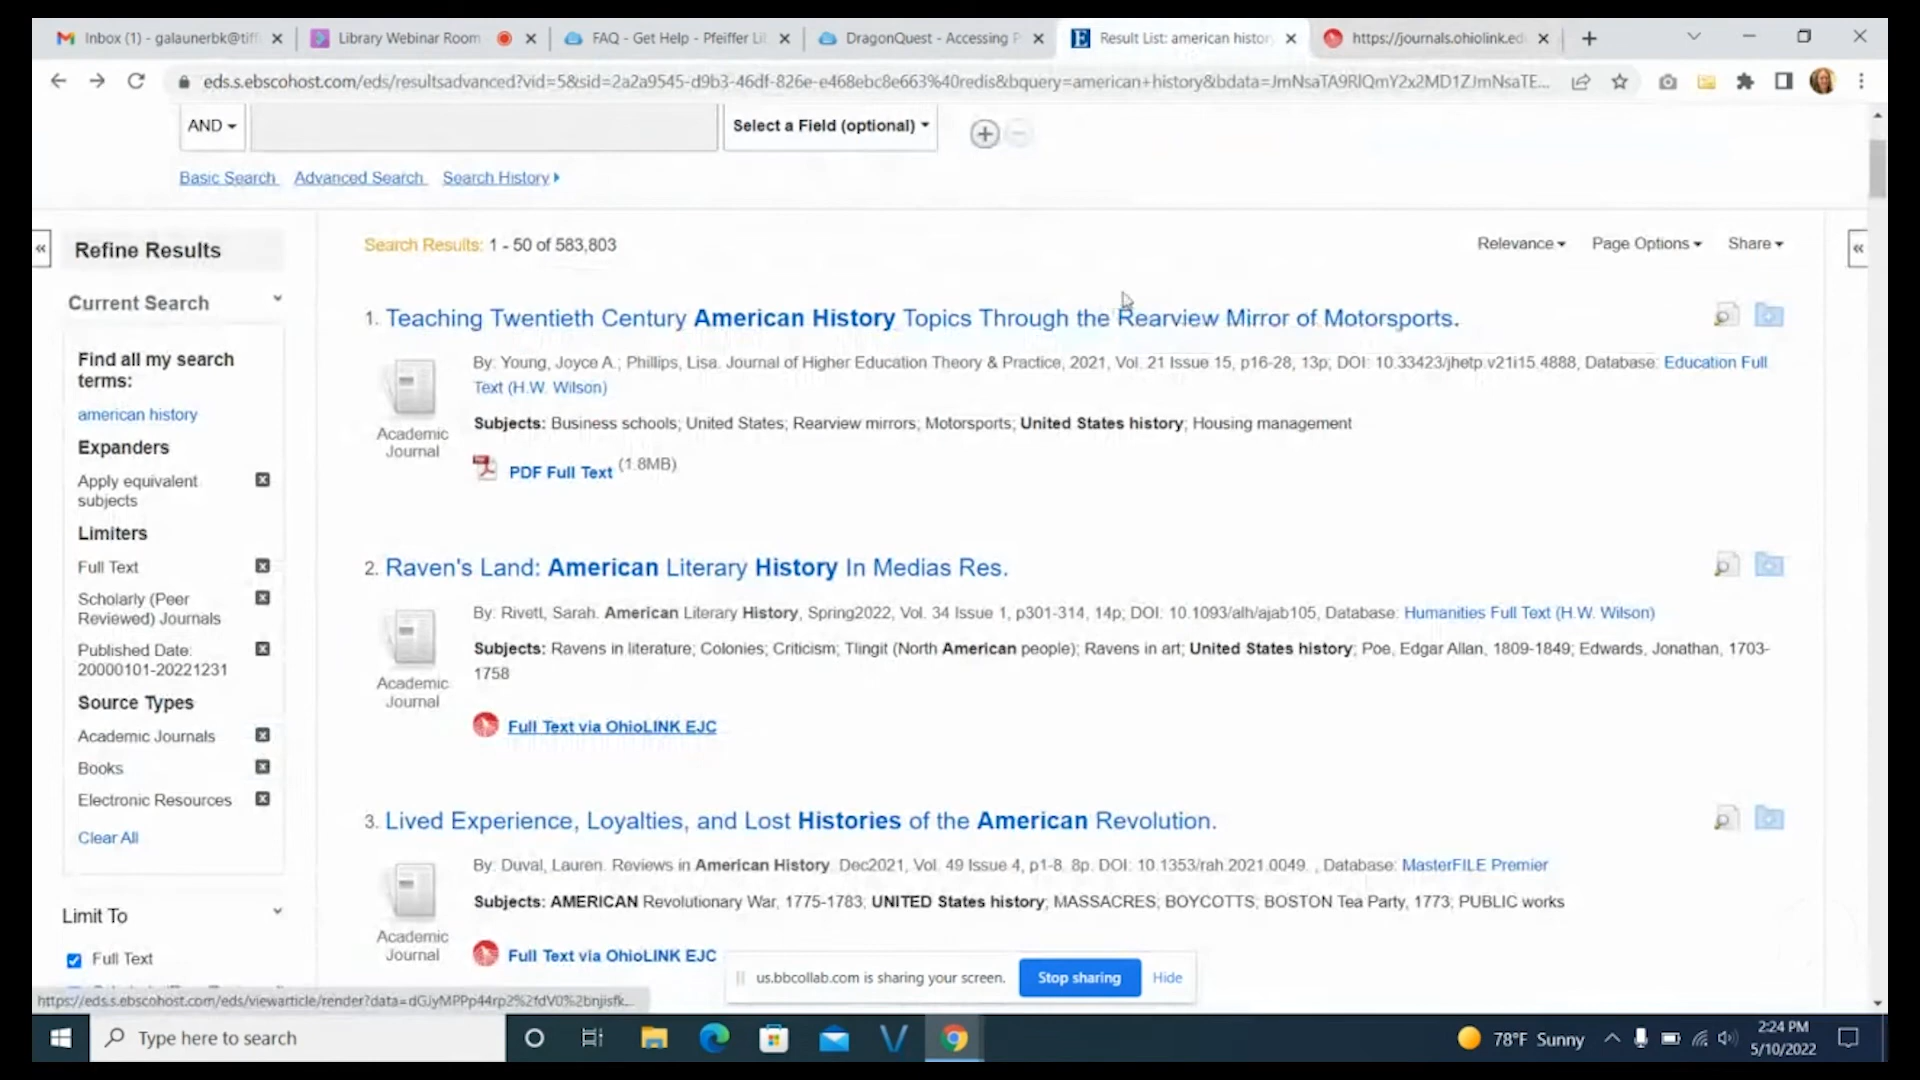 Inbox (1) - galaunerbk@tiff
Library Webinar Room
FAQ - Get Help - Pfeiffer Li
DragonQuest - Accessing P
Result List: american histor
https://journals.ohiolink.ed
eds.s.ebscohost.com/eds/resultsadvanced?vid=5&sid=2a2a9545-d9b3-46df-826e-e468ebc8e663%40redis&bquery=american+history&bdata=JmNsaTA9RlQmY2x2MD1ZJmNsaTE...
AND
Select a Field (optional)
Basic Search Advanced Search Search History
Refine Results
Search Results: 1 - 50 of 583,803
Relevance Page Options Share
Current Search
Find all my search
terms:
american history
Expanders
Apply equivalent
subjects
Limiters
Full Text
Scholarly (Peer
Reviewed) Journals
Published Date:
20000101-20221231
Source Types
Academic Journals
Books
Electronic Resources
Clear All
Limit To
Full Text
1. Teaching Twentieth Century American History Topics Through the Rearview Mirror of Motorsports.
By: Young, Joyce A.; Phillips, Lisa. Journal of Higher Education Theory & Practice, 2021, Vol. 21 Issue 15, p16-28, 13p; DOI: 10.33423/jhetp.v21i15.4888, Database: Education Full
Text (H.W. Wilson)
Subjects: Business schools; United States; Rearview mirrors; Motorsports; United States history; Housing management
Academic
Journal
PDF Full Text (1.8MB)
2. Raven's Land: American Literary History In Medias Res.
By: Rivett, Sarah. American Literary History, Spring2022, Vol. 34 Issue 1, p301-314, 14p; DOI: 10.1093/alh/ajab105, Database: Humanities Full Text (H.W. Wilson)
Subjects: Ravens in literature; Colonies; Criticism; Tlingit (North American people); Ravens in art; United States history; Poe, Edgar Allan, 1809-1849; Edwards, Jonathan, 1703-
1758
Academic
Journal
Full Text via OhioLINK EJC
3. Lived Experience, Loyalties, and Lost Histories of the American Revolution.
By: Duval, Lauren. Reviews in American History. Dec2021, Vol. 49 Issue 4, p1-8. 8p. DOI: 10.1353/rah.2021.0049. , Database: MasterFILE Premier
Subjects: AMERICAN Revolutionary War, 1775-1783; UNITED States history; MASSACRES; BOYCOTTS; BOSTON Tea Party, 1773; PUBLIC works
Academic
Journal
Full Text via OhioLINK EJC
us.bbcollab.com is sharing your screen. Stop sharing Hide
https://eds.s.ebscohost.com/eds/viewarticle/render?data=dGJyMPPp44rp2%2fdV0%2bnjisfk...
Type here to search
78°F Sunny
2:24 PM
5/10/2022